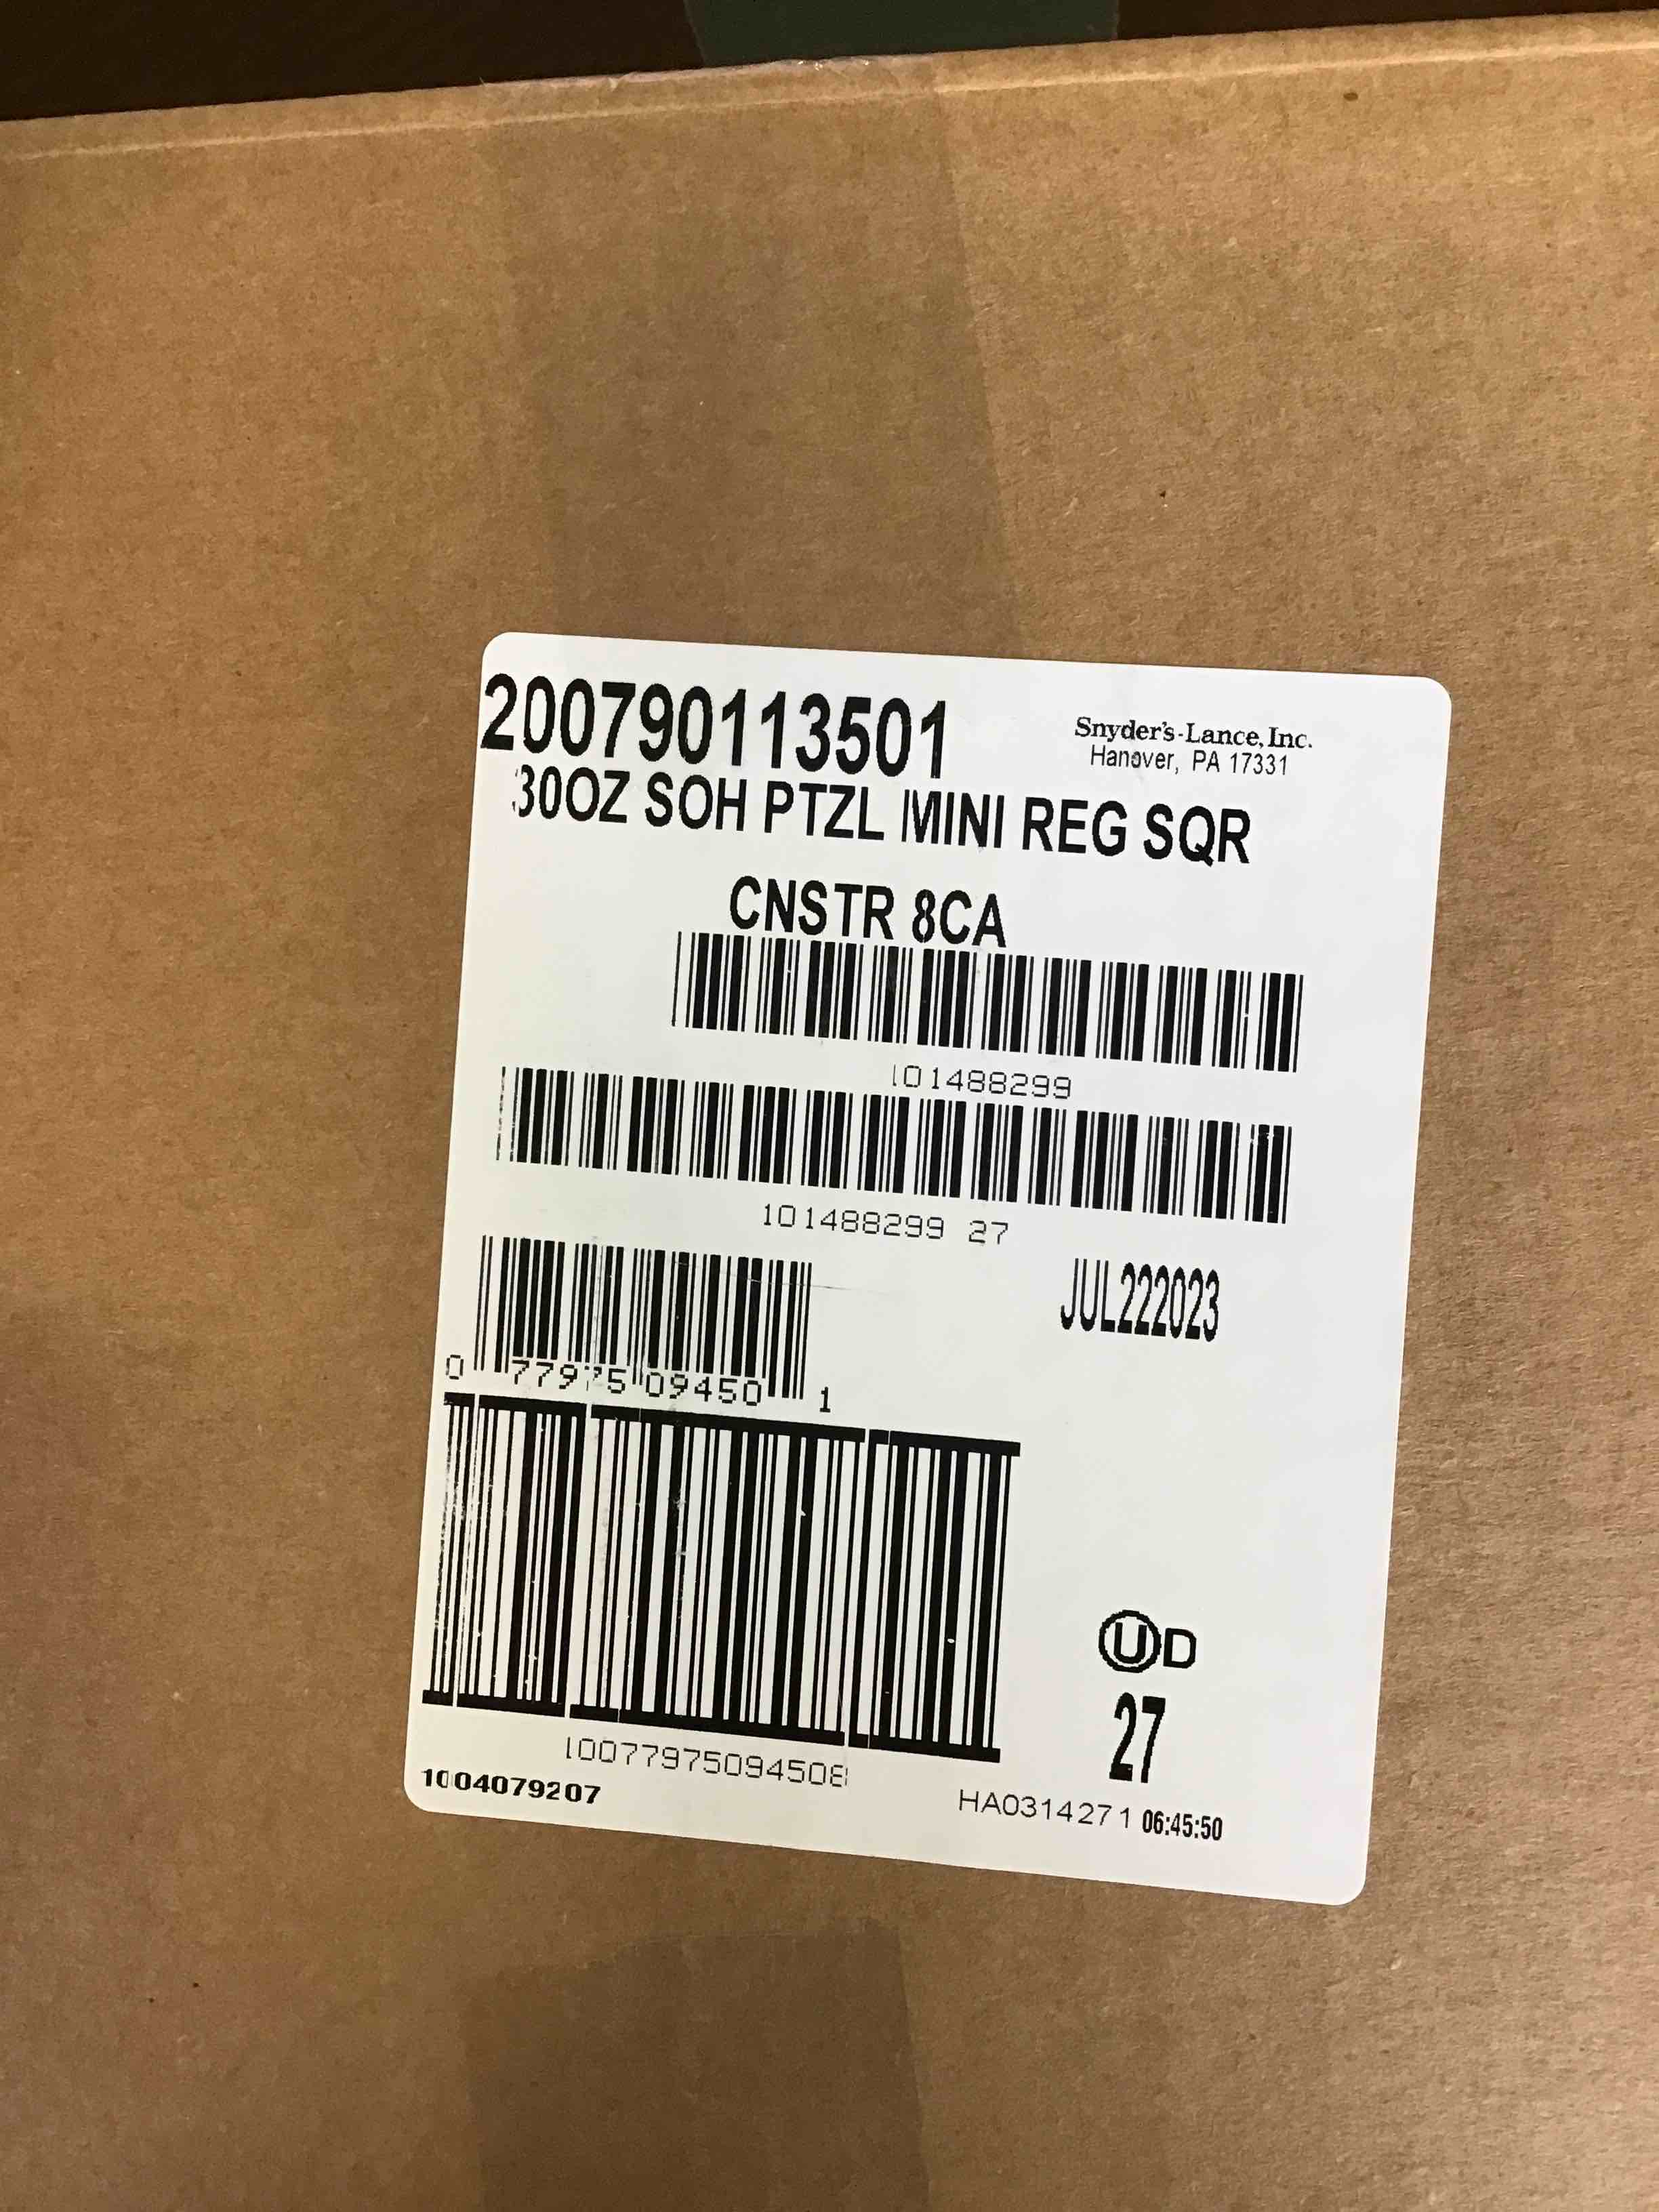 200790113501
Snyder's-Lance, Inc.
Hanover, PA 17331
30OZ SOH PTZL MINI REG SQR
CNSTR 8CA
101488299
101488299 27
JUL222023
0 77975 09450 1
UD
27
10077975094508
1004079207
HA0314271 06:45:50